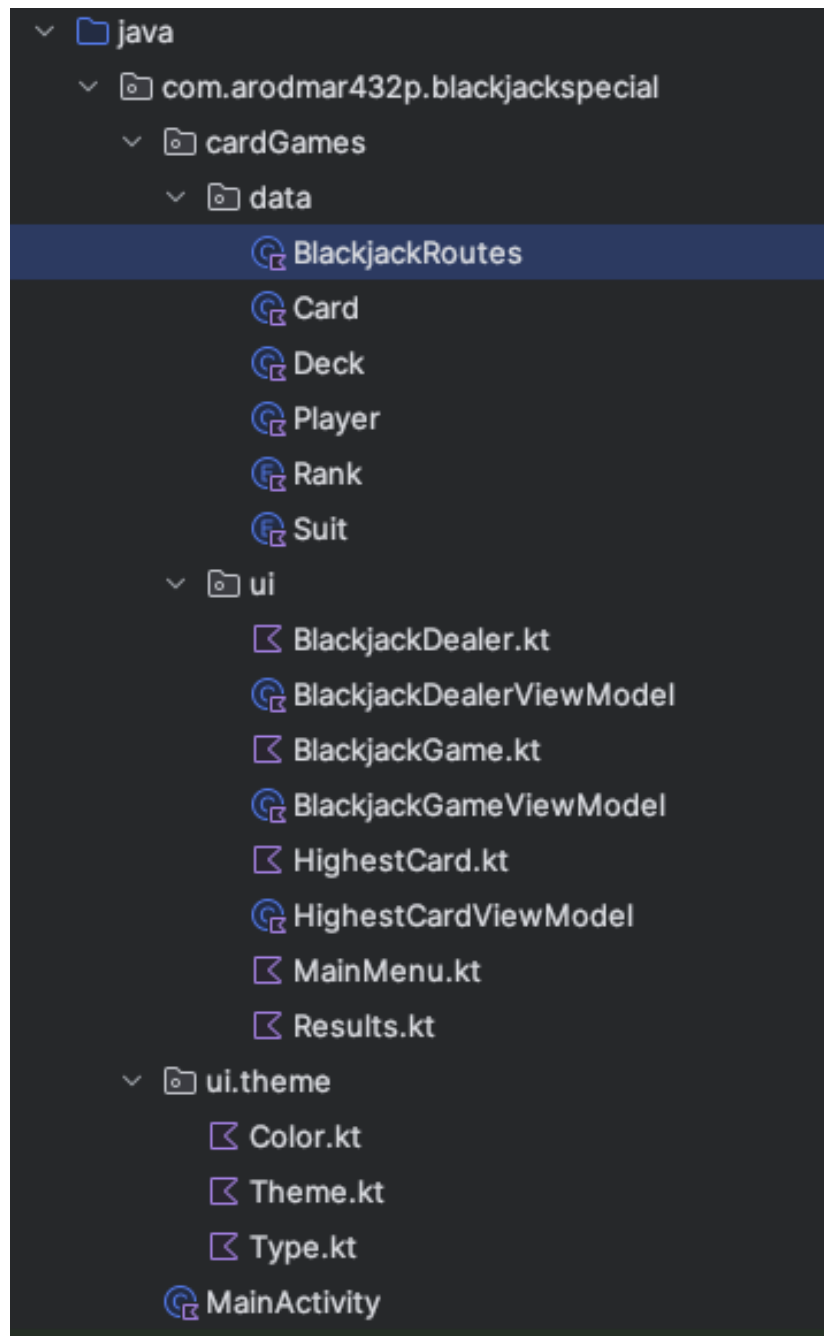 java
com.arodmar432p.blackjackspecial
cardGames
data
BlackjackRoutes
Card
Deck
Player
Rank
Suit
ui
BlackjackDealer.kt
BlackjackDealerViewModel
BlackjackGame.kt
BlackjackGameViewModel
HighestCard.kt
HighestCardViewModel
MainMenu.kt
Results.kt
ui.theme
Color.kt
Theme.kt
Type.kt
MainActivity